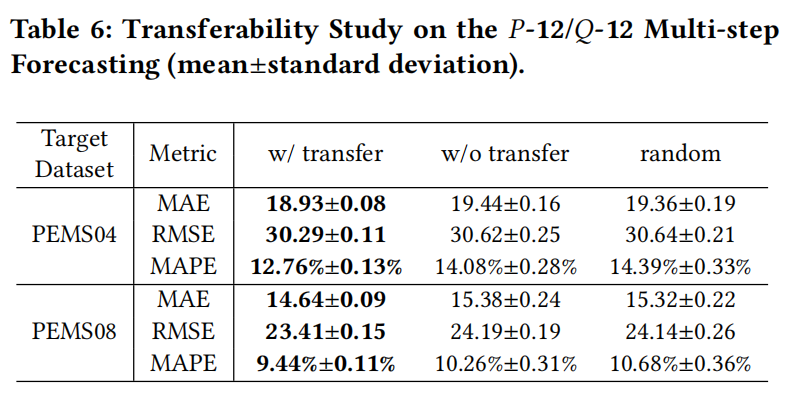 Table 6: Transferability Study on the P-12/Q-12 Multi-step
Forecasting (mean±standard deviation).
Target Dataset Metric w/ transfer w/o transfer random
PEMS04 MAE 18.93±0.08 19.44±0.16 19.36±0.19
RMSE 30.29±0.11 30.62±0.25 30.64±0.21
MAPE 12.76%±0.13% 14.08%±0.28% 14.39%±0.33%
PEMS08 MAE 14.64±0.09 15.38±0.24 15.32±0.22
RMSE 23.41±0.15 24.19±0.19 24.14±0.26
MAPE 9.44%±0.11% 10.26%±0.31% 10.68%±0.36%